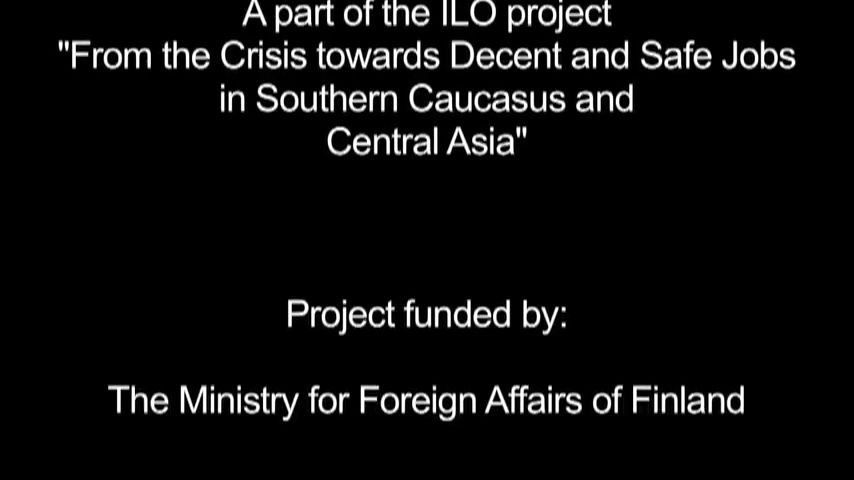 A part of the ILO project
"From the Crisis towards Decent and Safe Jobs
in Southern Caucasus and
Central Asia"
Project funded by:
The Ministry for Foreign Affairs of Finland